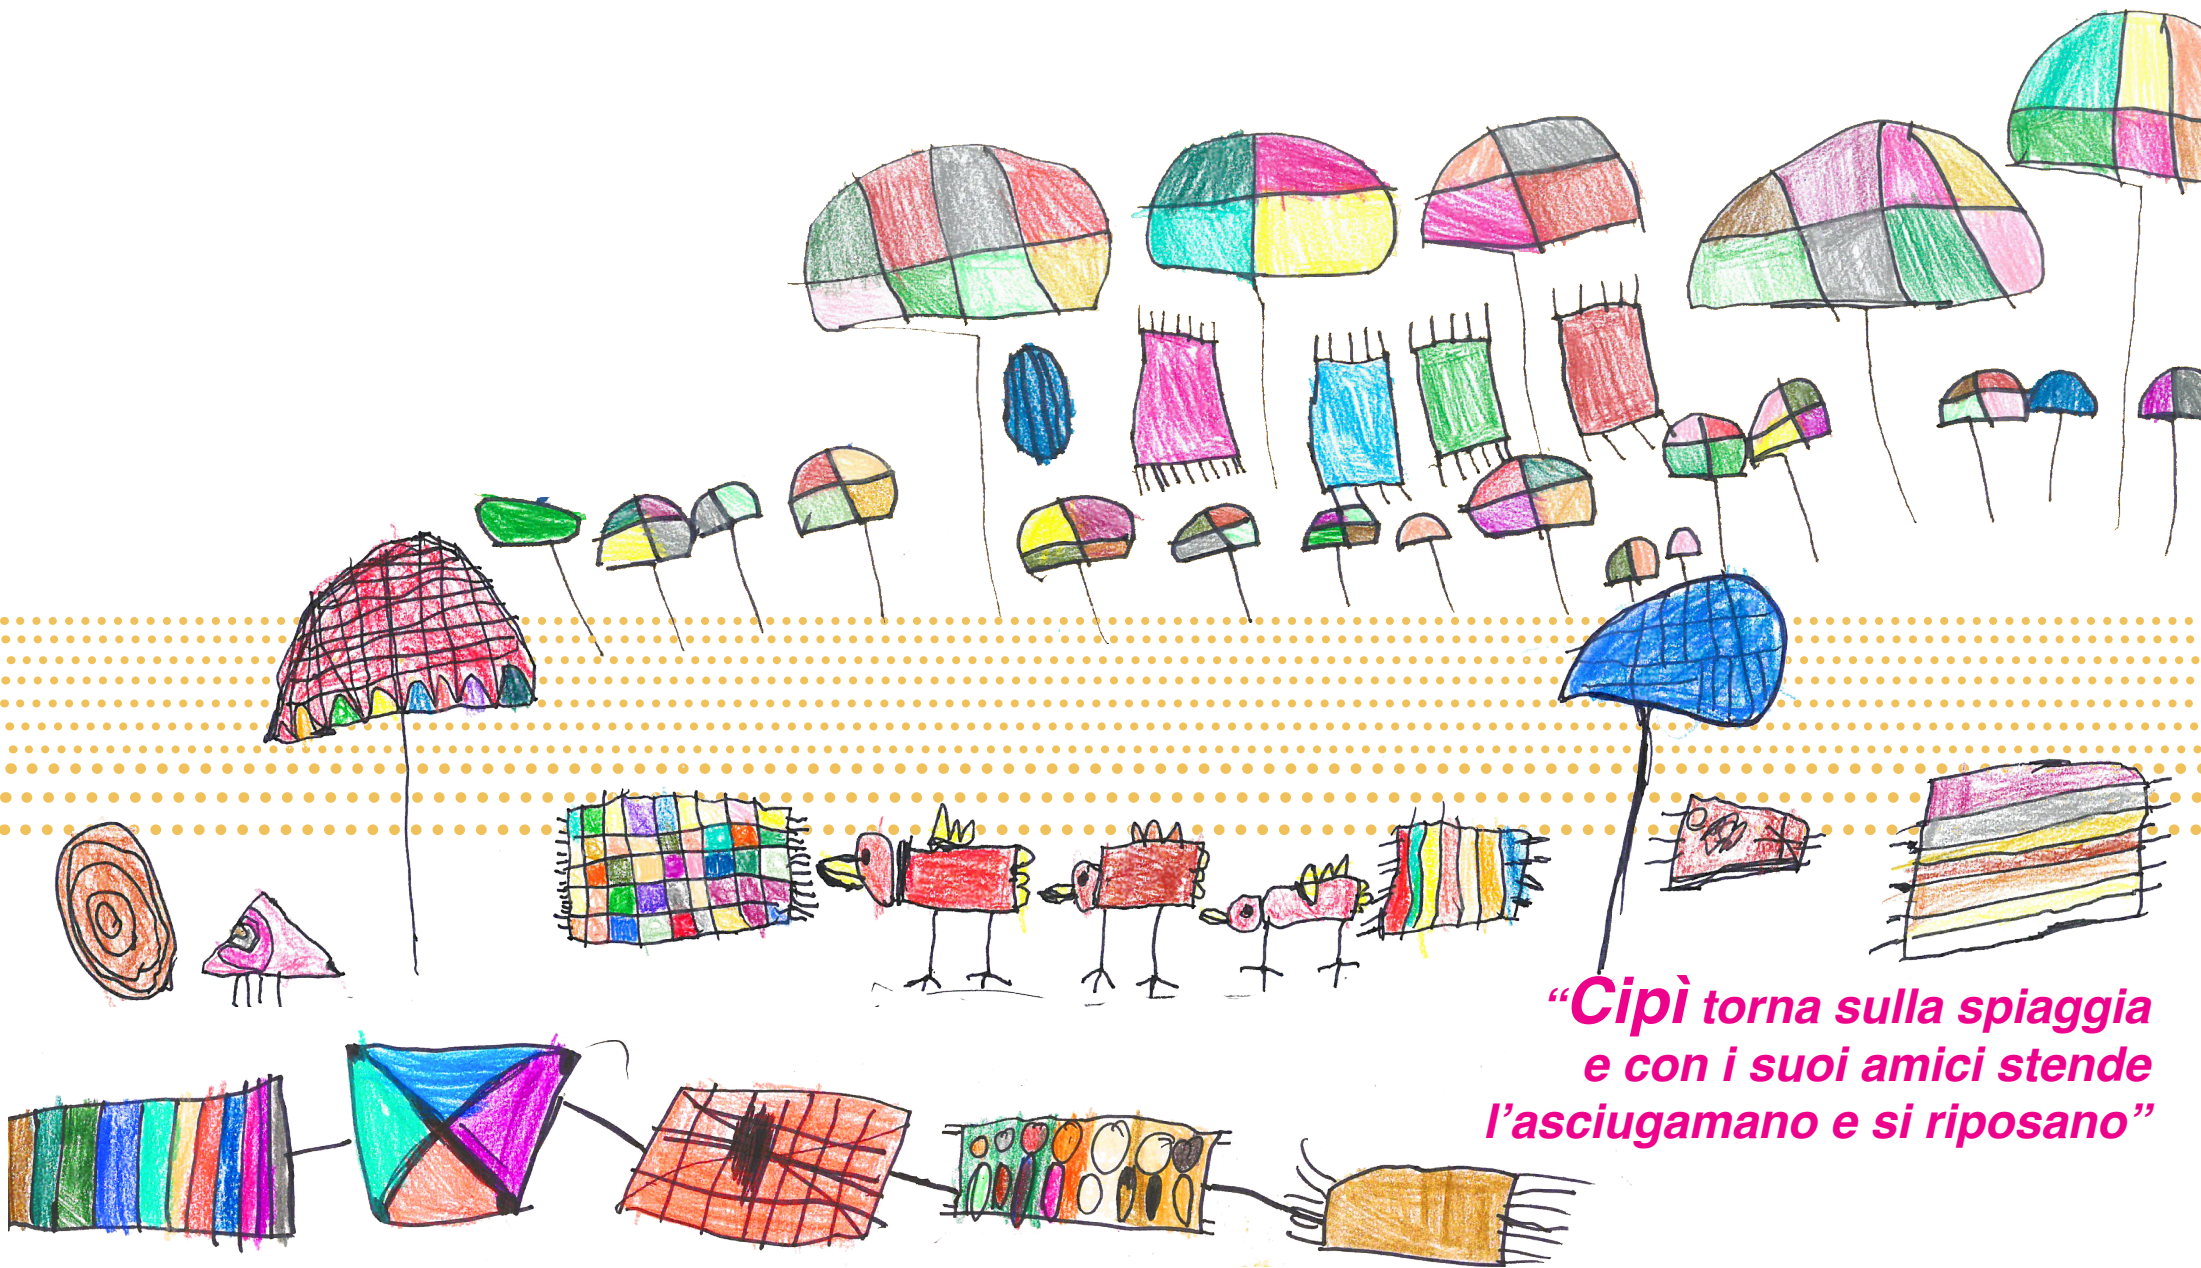 “Cipì torna sulla spiaggia
e con i suoi amici stende
l’asciugamano e si riposano”